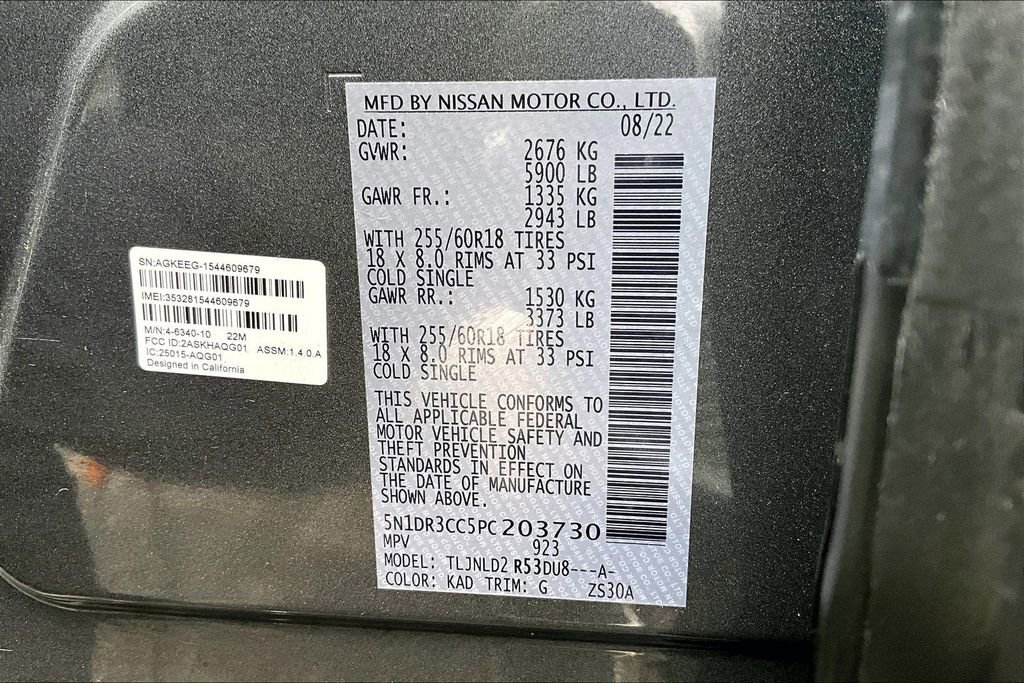 MFD BY NISSAN MOTOR CO., LTD.
DATE: 08/22
GVWR: 2676 KG
5900 LB
GAWR FR.: 1335 KG
2943 LB
WITH 255/60R18 TIRES
18 X 8.0 RIMS AT 33 PSI
COLD SINGLE
GAWR RR.: 1530 KG
3373 LB
WITH 255/60R18 TIRES
18 X 8.0 RIMS AT 33 PSI
COLD SINGLE
THIS VEHICLE CONFORMS TO
ALL APPLICABLE FEDERAL
MOTOR VEHICLE SAFETY AND
THEFT PREVENTION
STANDARDS IN EFFECT ON
THE DATE OF MANUFACTURE
SHOWN ABOVE.
5N1DR3CC5PC203730
MPV 923
MODEL: TLJNLD2 R53DU8---A-
COLOR: KAD TRIM: G ZS30A
SN:AGKEEG-1544609679
IMEI:353281544609679
M/N:4-6340-10 22M
FCC ID:2ASKHAQG01 ASSM:1.4.0.A
IC:25015-AQG01
Designed in California